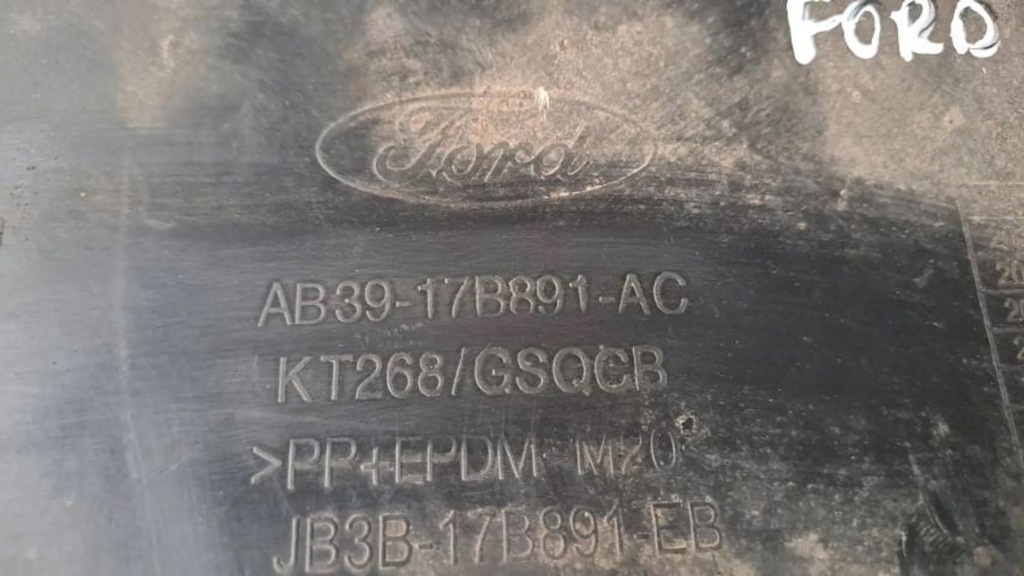 FORD
Ford
AB39-17B891-AC
KT268/GSQCB
>PP+EPDM M20
JB3B-17B891-EB